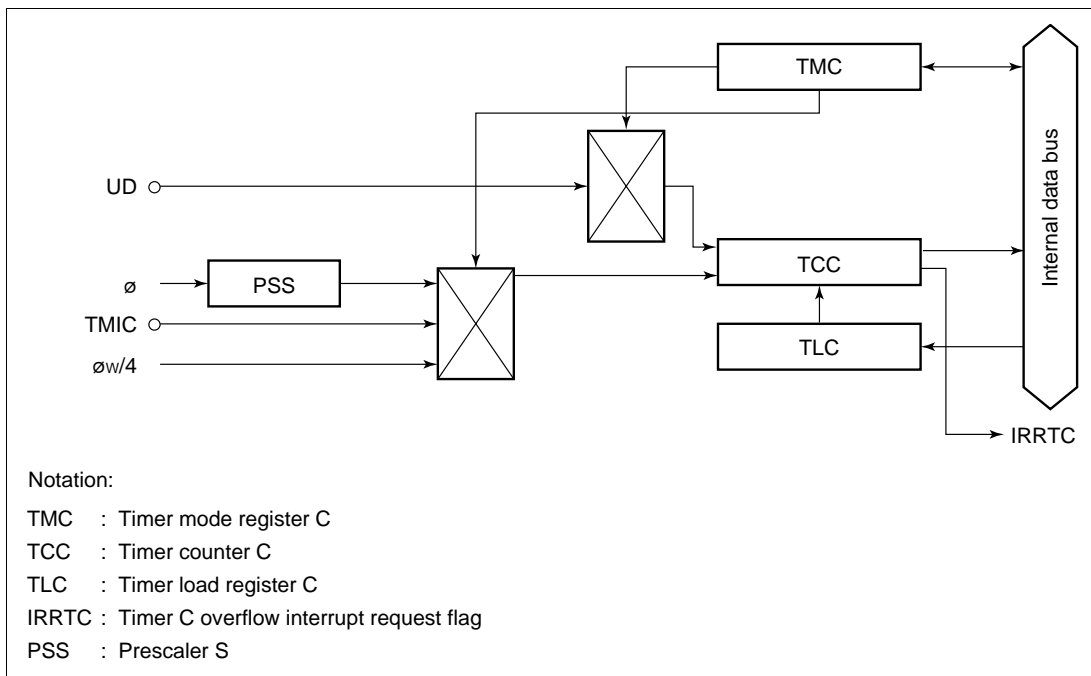 TMC
UD
TCC
Internal data bus
ø
PSS
TMIC
TLC
øw/4
IRRTC
Notation:
TMC : Timer mode register C
TCC : Timer counter C
TLC : Timer load register C
IRRTC : Timer C overflow interrupt request flag
PSS : Prescaler S